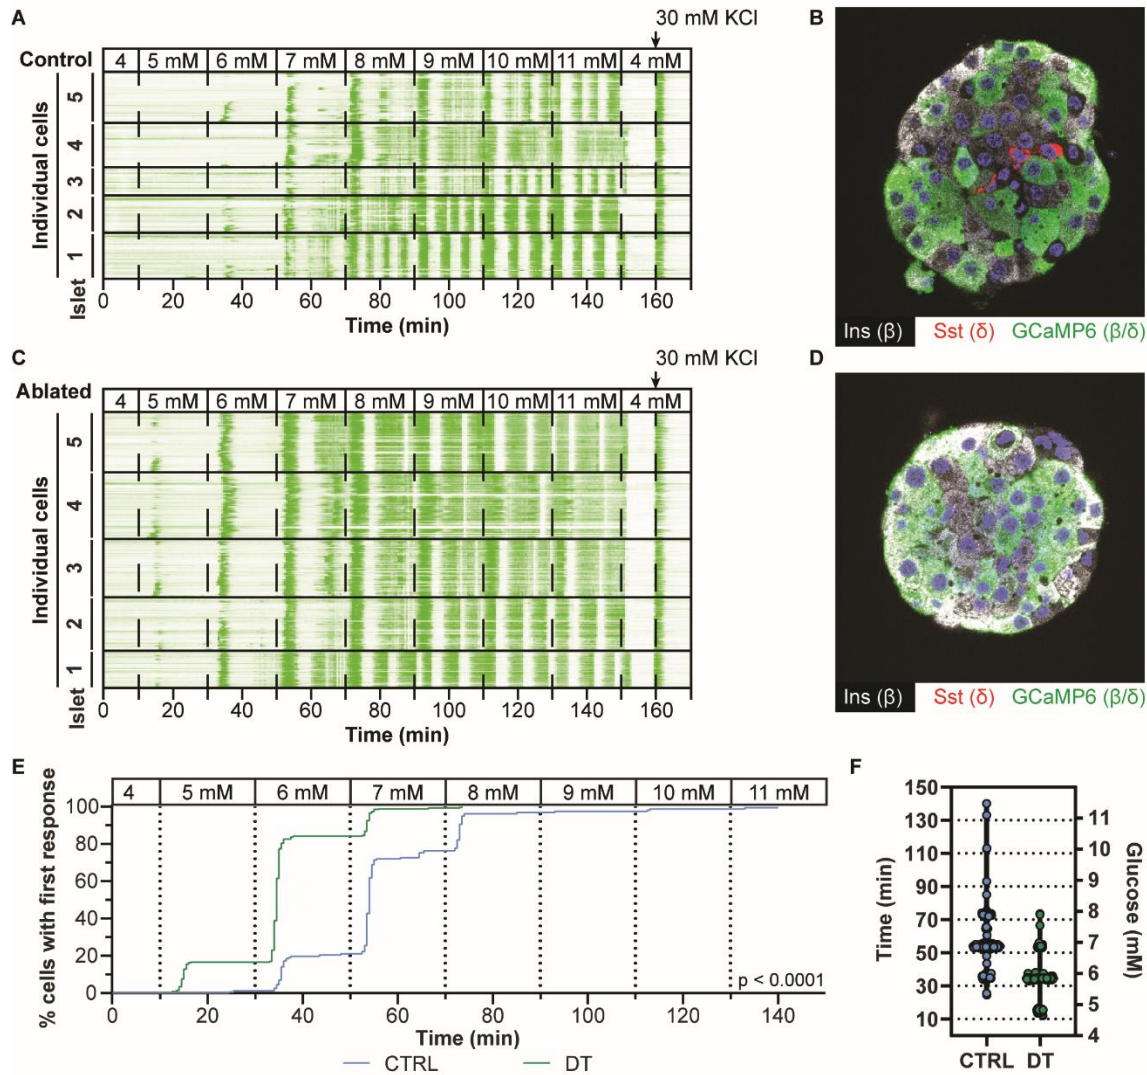 A
30 mM KCl
Control
4 5 mM 6 mM 7 mM 8 mM 9 mM 10 mM 11 mM 4 mM
Individual cells
5
4
3
2
1
Islet
0 20 40 60 80 100 120 140 160
Time (min)
B
Ins (β) Sst (δ) GCaMP6 (β/δ)
C
30 mM KCl
Ablated
4 5 mM 6 mM 7 mM 8 mM 9 mM 10 mM 11 mM 4 mM
Individual cells
5
4
3
2
1
Islet
0 20 40 60 80 100 120 140 160
Time (min)
D
Ins (β) Sst (δ) GCaMP6 (β/δ)
E
4 5 mM 6 mM 7 mM 8 mM 9 mM 10 mM 11 mM
% cells with first response
100
80
60
40
20
0
p < 0.0001
0 20 40 60 80 100 120 140
Time (min)
CTRL DT
F
Time (min)
150
130
110
90
70
50
30
10
11
10
9
8
7
6
5
4
Glucose (mM)
CTRL DT